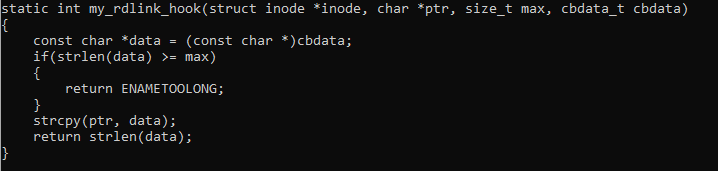 static int my_rdlink_hook(struct inode *inode, char *ptr, size_t max, cbdata_t cbdata)
{
    const char *data = (const char *)cbdata;
    if(strlen(data) >= max)
    {
        return ENAMETOOLONG;
    }
    strcpy(ptr, data);
    return strlen(data);
}